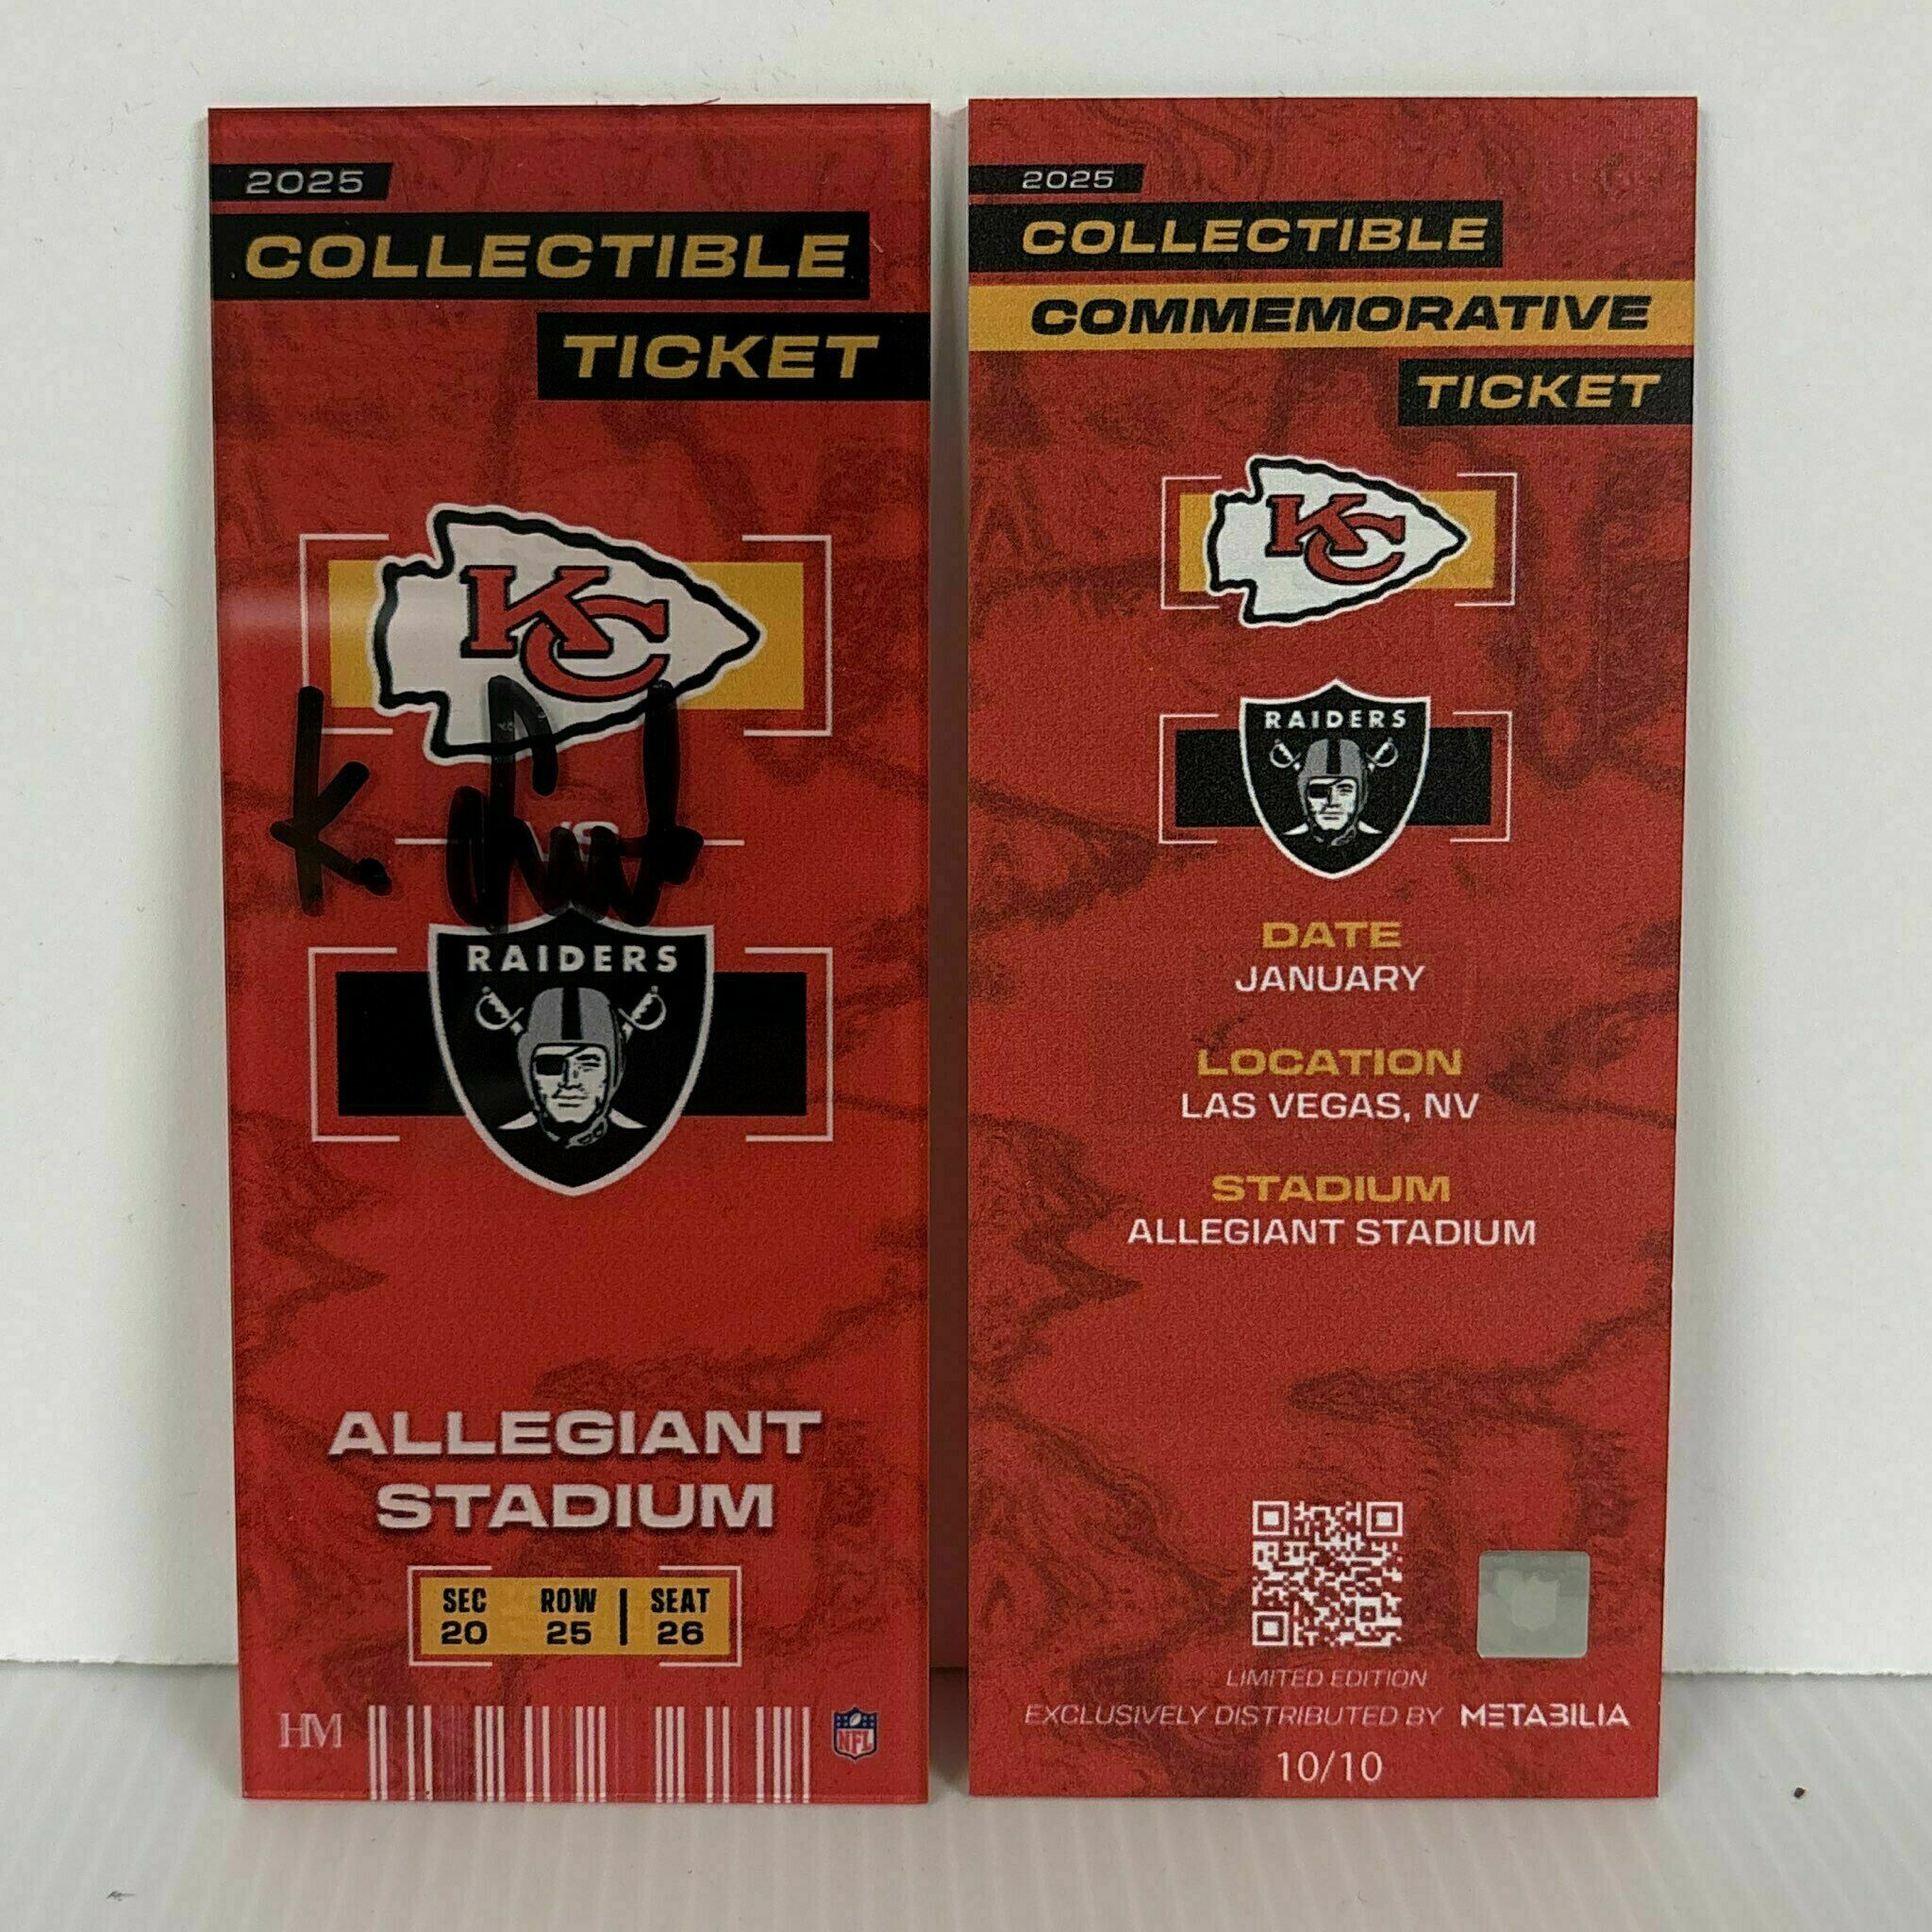 2025
COLLECTIBLE
TICKET
KC
K.
VS
RAIDERS
ALLEGIANT
STADIUM
SEC ROW | SEAT
20 25 26
HM
NFL
2025
COLLECTIBLE
COMMEMORATIVE
TICKET
KC
RAIDERS
DATE
JANUARY
LOCATION
LAS VEGAS, NV
STADIUM
ALLEGIANT STADIUM
LIMITED EDITION
EXCLUSIVELY DISTRIBUTED BY METABILIA
10/10